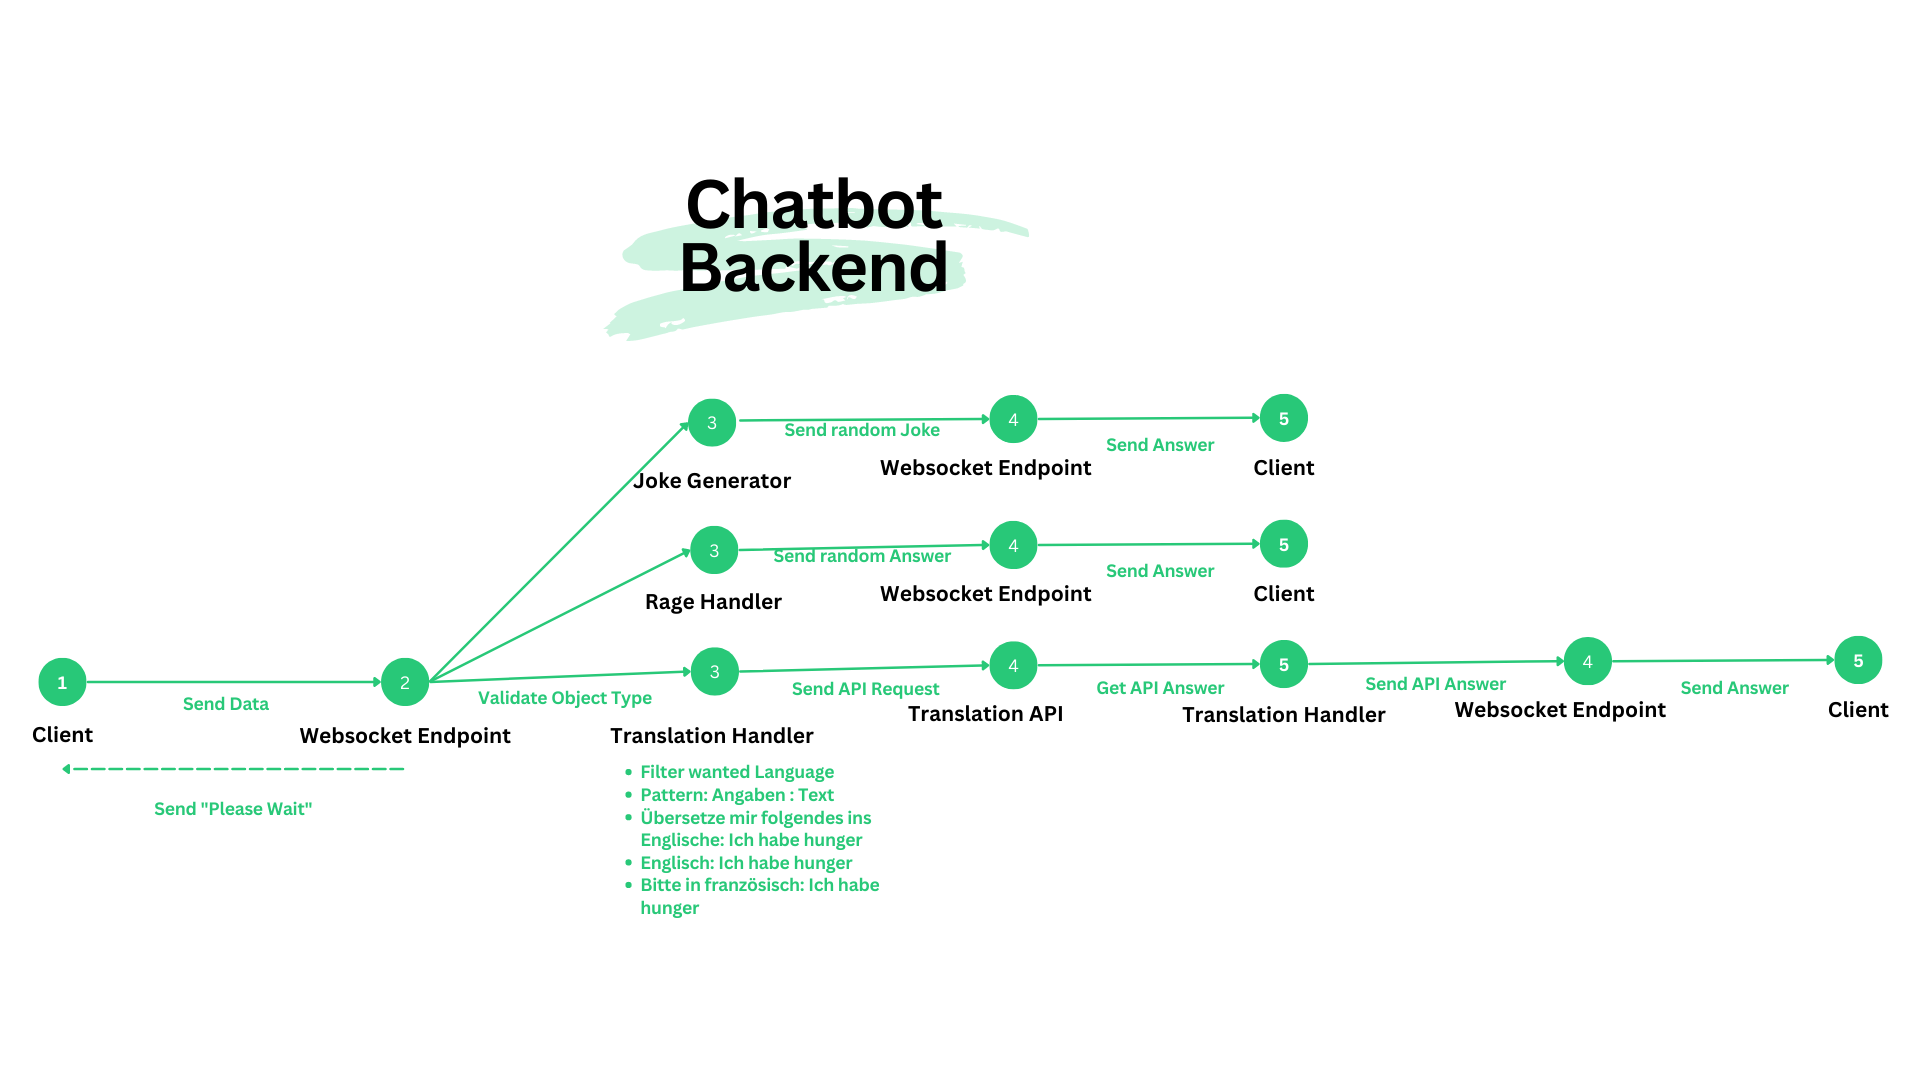 Chatbot
Backend
3
Send random Joke
4
5
Joke Generator
Websocket Endpoint
Send Answer
Client
3
Send random Answer
4
5
Rage Handler
Websocket Endpoint
Send Answer
Client
1
Send Data
2
Validate Object Type
3
Send API Request
4
Get API Answer
5
Send API Answer
4
Send Answer
5
Client
Websocket Endpoint
Translation Handler
Translation API
Translation Handler
Websocket Endpoint
Client
Send "Please Wait"
Filter wanted Language
Pattern: Angaben : Text
Übersetze mir folgendes ins
Englische: Ich habe hunger
Englisch: Ich habe hunger
Bitte in französisch: Ich habe
hunger